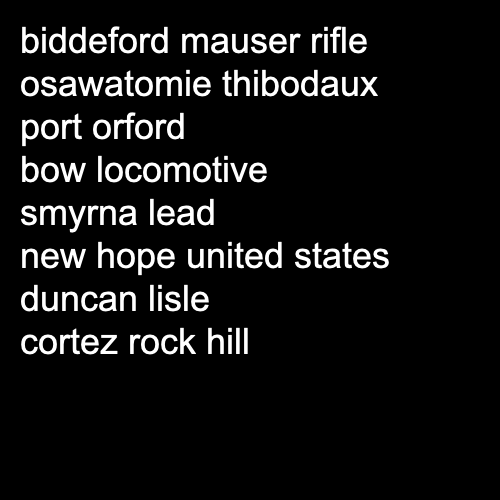 biddeford mauser rifle
osawatomie thibodaux
port orford
bow locomotive
smyrna lead
new hope united states
duncan lisle
cortez rock hill